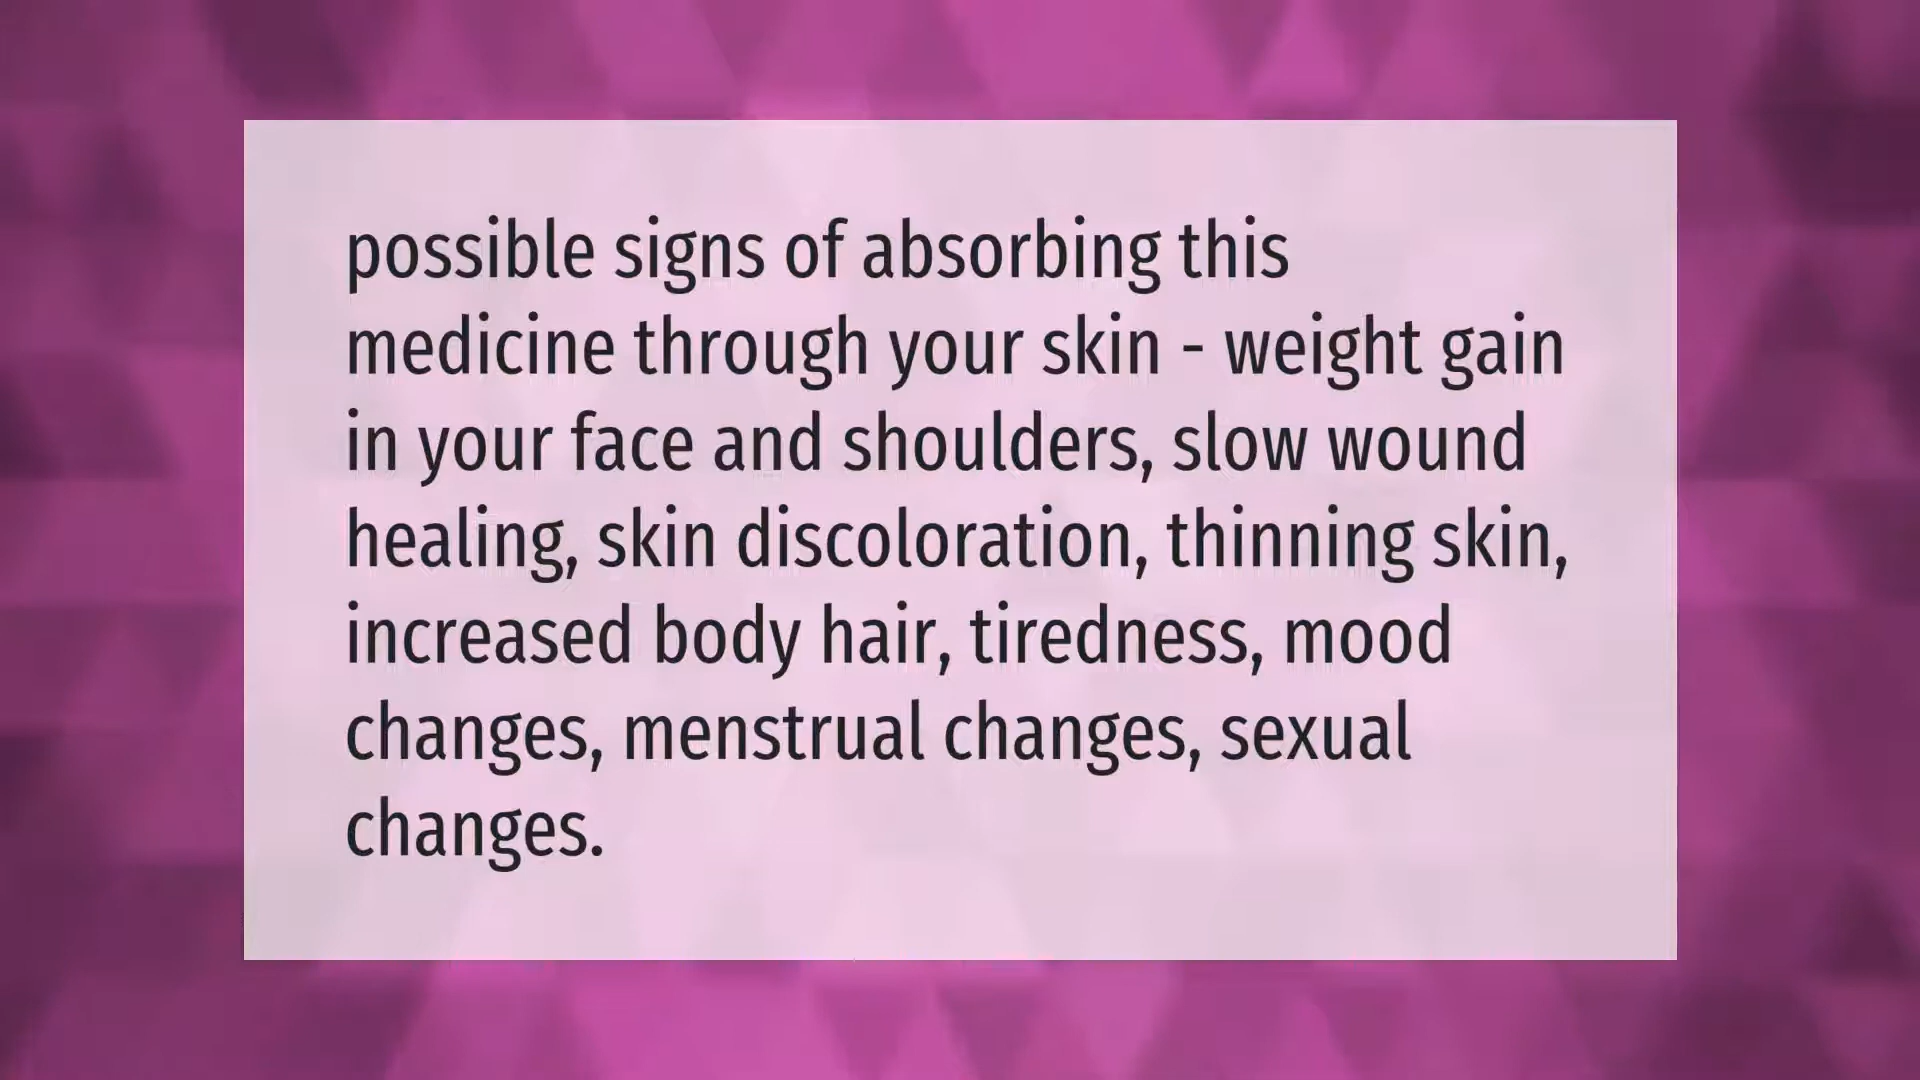 possible signs of absorbing this
medicine through your skin - weight gain
in your face and shoulders, slow wound
healing, skin discoloration, thinning skin,
increased body hair, tiredness, mood
changes, menstrual changes, sexual
changes.